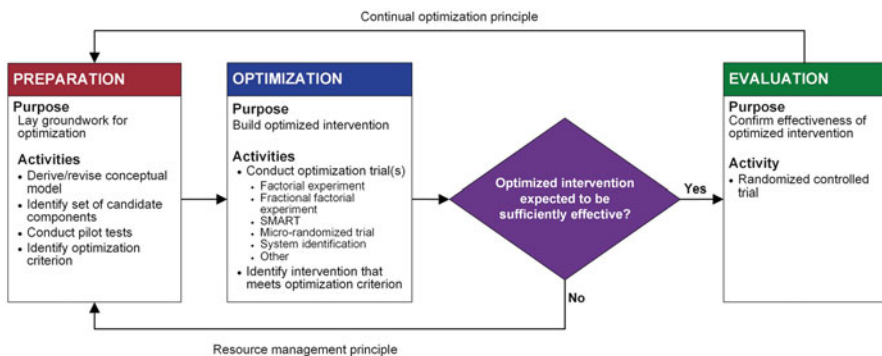 Continual optimization principle
PREPARATION
Purpose
Lay groundwork for
optimization
Activities
• Derive/revise conceptual
model
• Identify set of candidate
components
• Conduct pilot tests
• Identify optimization
criterion
OPTIMIZATION
Purpose
Build optimized intervention
Activities
• Conduct optimization trial(s)
• Factorial experiment
• Fractional factorial
experiment
• SMART
• Micro-randomized trial
• System identification
• Other
• Identify intervention that
meets optimization criterion
Optimized intervention
expected to be
sufficiently effective?
Yes
No
EVALUATION
Purpose
Confirm effectiveness of
optimized intervention
Activity
• Randomized controlled
trial
Resource management principle